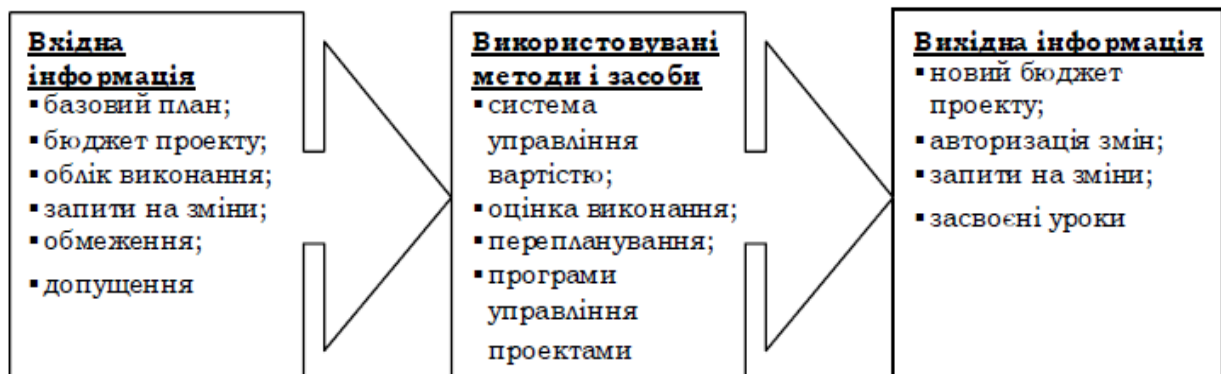 Вхідна
інформація
▪базовий план;
▪бюджет проекту;
▪облік виконання;
▪запити на зміни;
▪обмеження;
▪допущення
Використовувані
методи і засоби
▪система
управління
вартістю;
▪оцінка виконання;
▪перепланування;
▪програми
управління
проектами
Вихідна інформація
▪новий бюджет
проекту;
▪авторизація змін;
▪запити на зміни;
▪засвоєні уроки